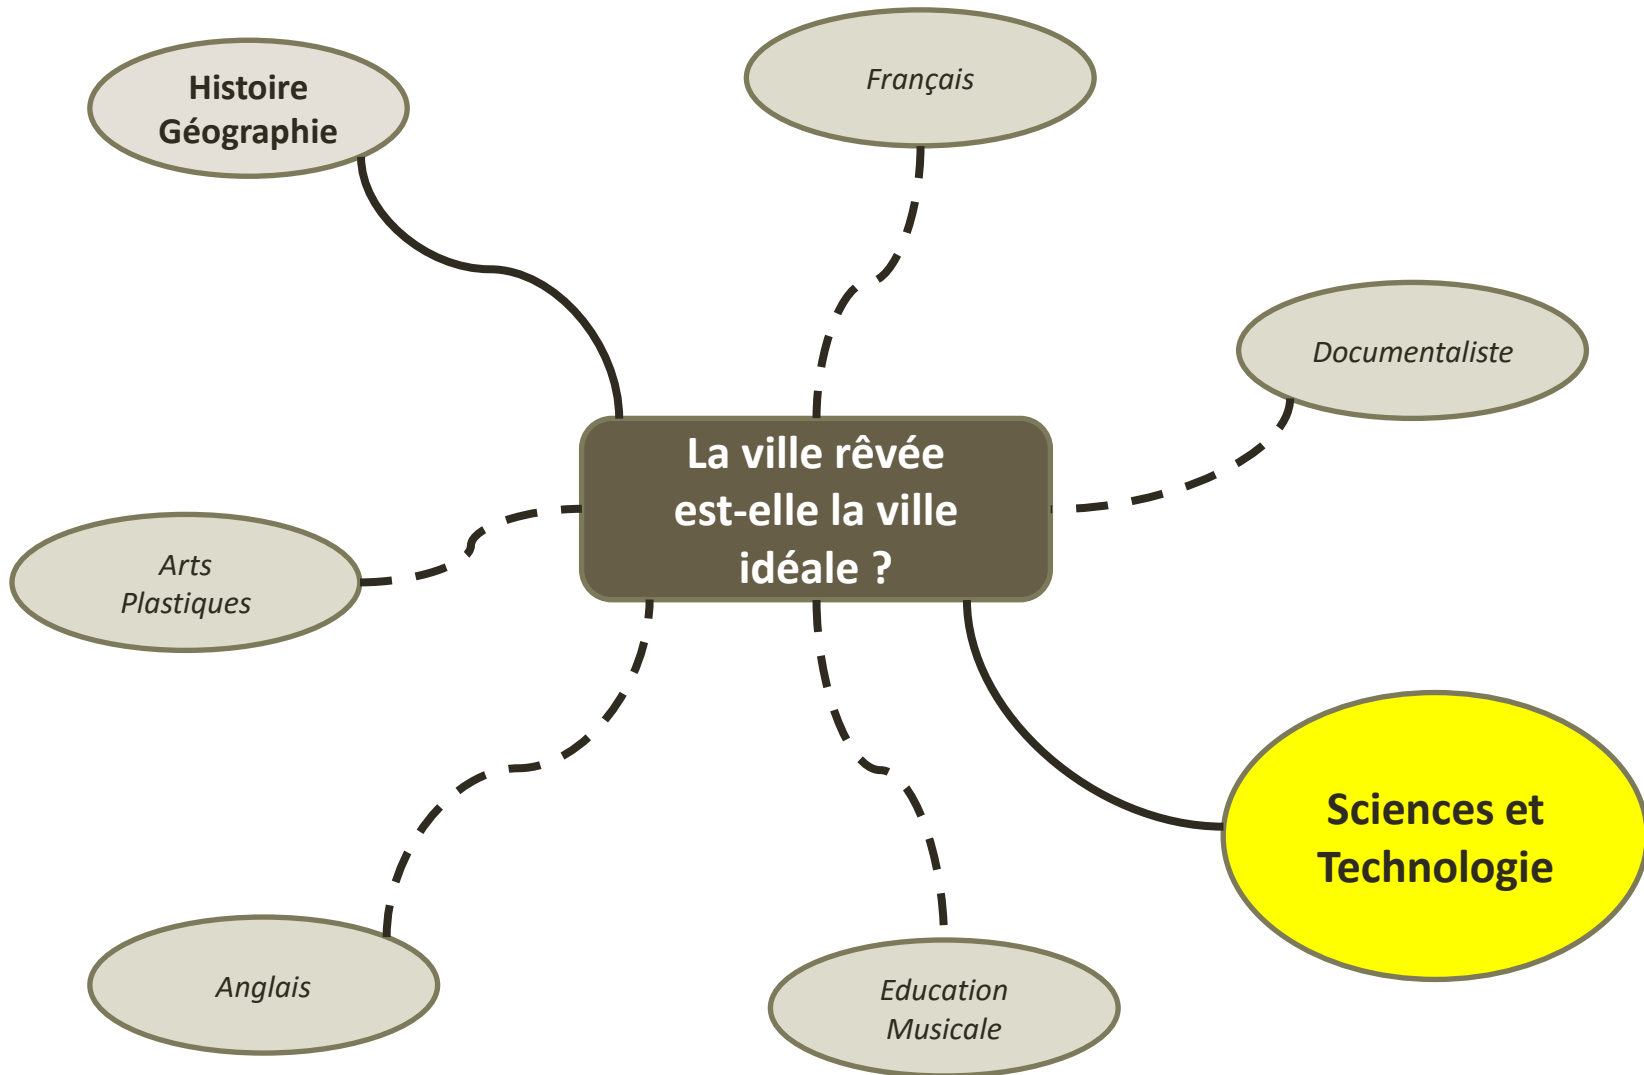 Histoire
Géographie
Français
Documentaliste
La ville rêvée
est-elle la ville
idéale ?
Arts
Plastiques
Sciences et
Technologie
Anglais
Education
Musicale